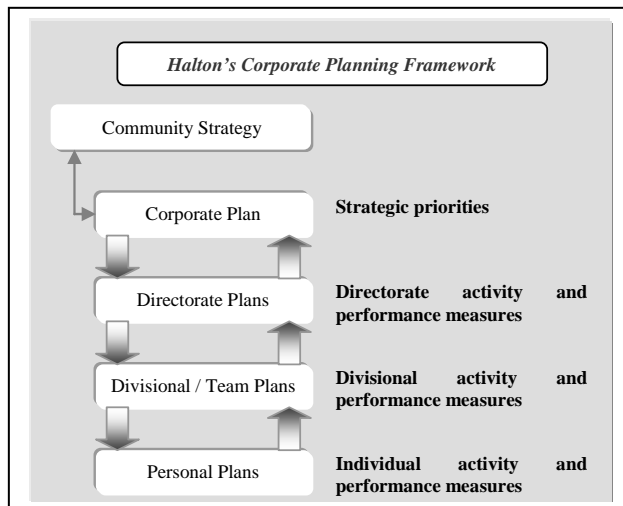 Halton's Corporate Planning Framework
Community Strategy
Corporate Plan
Strategic priorities
Directorate Plans
Directorate activity and
performance measures
Divisional / Team Plans
Divisional activity and
performance measures
Personal Plans
Individual activity and
performance measures